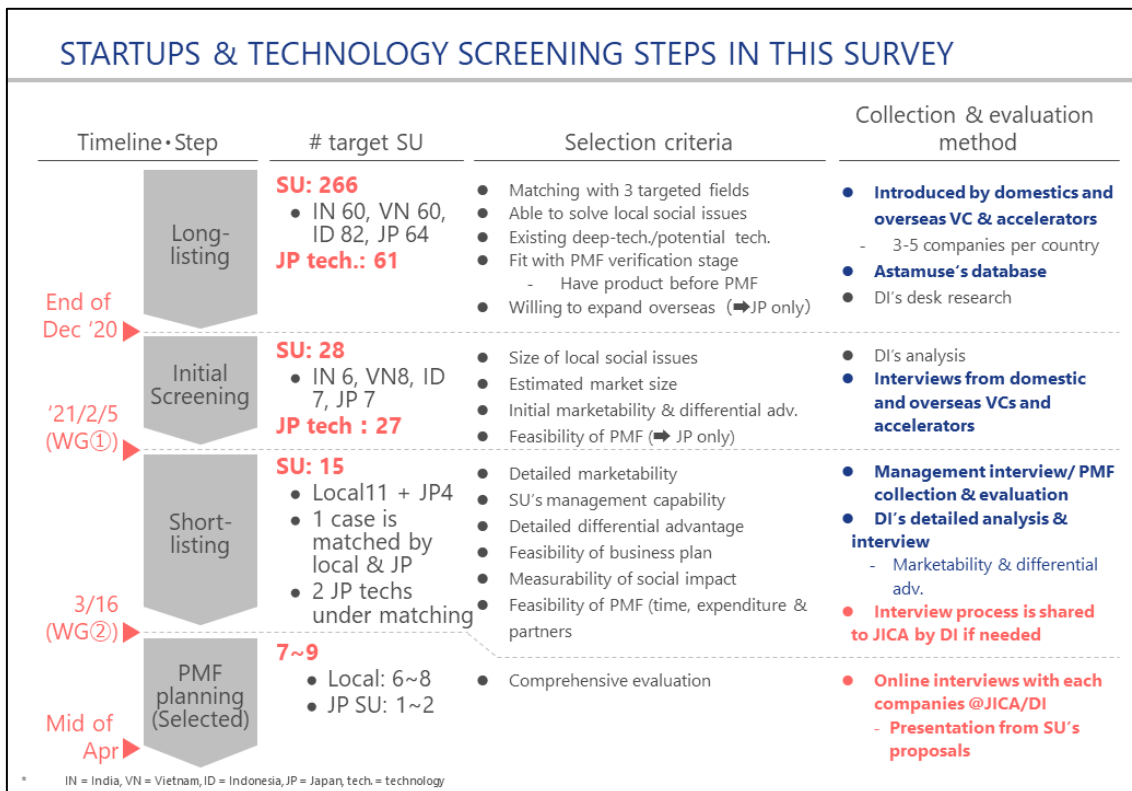 STARTUPS & TECHNOLOGY SCREENING STEPS IN THIS SURVEY
Timeline・Step
# target SU
Selection criteria
Collection & evaluation
method
Long-
listing
End of
Dec '20
SU: 266
● IN 60, VN 60,
ID 82, JP 64
JP tech.: 61
● Matching with 3 targeted fields
● Able to solve local social issues
● Existing deep-tech./potential tech.
● Fit with PMF verification stage
- Have product before PMF
● Willing to expand overseas (➡JP only)
● Introduced by domestics and
overseas VC & accelerators
- 3-5 companies per country
● Astamuse's database
● DI's desk research
Initial
Screening
'21/2/5
(WG①)
SU: 28
● IN 6, VN8, ID
7, JP 7
JP tech : 27
● Size of local social issues
● Estimated market size
● Initial marketability & differential adv.
● Feasibility of PMF (➡ JP only)
● DI's analysis
● Interviews from domestic
and overseas VCs and
accelerators
Short-
listing
3/16
(WG②)
SU: 15
● Local11 + JP4
● 1 case is
matched by
local & JP
● 2 JP techs
under matching
● Detailed marketability
● SU's management capability
● Detailed differential advantage
● Feasibility of business plan
● Measurability of social impact
● Feasibility of PMF (time, expenditure &
partners
● Management interview/ PMF
collection & evaluation
● DI's detailed analysis &
interview
- Marketability & differential
adv.
● Interview process is shared
to JICA by DI if needed
PMF
planning
(Selected)
Mid of
Apr
7~9
● Local: 6~8
● JP SU: 1~2
● Comprehensive evaluation
● Online interviews with each
companies @JICA/DI
- Presentation from SU's
proposals
* IN = India, VN = Vietnam, ID = Indonesia, JP = Japan, tech. = technology